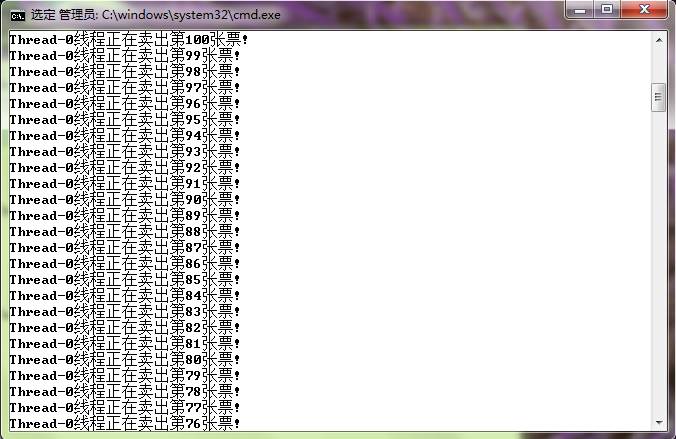 选定 管理员: C:\windows\system32\cmd.exe
Thread-0线程正在卖出第100张票!
Thread-0线程正在卖出第99张票!
Thread-0线程正在卖出第98张票!
Thread-0线程正在卖出第97张票!
Thread-0线程正在卖出第96张票!
Thread-0线程正在卖出第95张票!
Thread-0线程正在卖出第94张票!
Thread-0线程正在卖出第93张票!
Thread-0线程正在卖出第92张票!
Thread-0线程正在卖出第91张票!
Thread-0线程正在卖出第90张票!
Thread-0线程正在卖出第89张票!
Thread-0线程正在卖出第88张票!
Thread-0线程正在卖出第87张票!
Thread-0线程正在卖出第86张票!
Thread-0线程正在卖出第85张票!
Thread-0线程正在卖出第84张票!
Thread-0线程正在卖出第83张票!
Thread-0线程正在卖出第82张票!
Thread-0线程正在卖出第81张票!
Thread-0线程正在卖出第80张票!
Thread-0线程正在卖出第79张票!
Thread-0线程正在卖出第78张票!
Thread-0线程正在卖出第77张票!
Thread-0线程正在卖出第76张票!